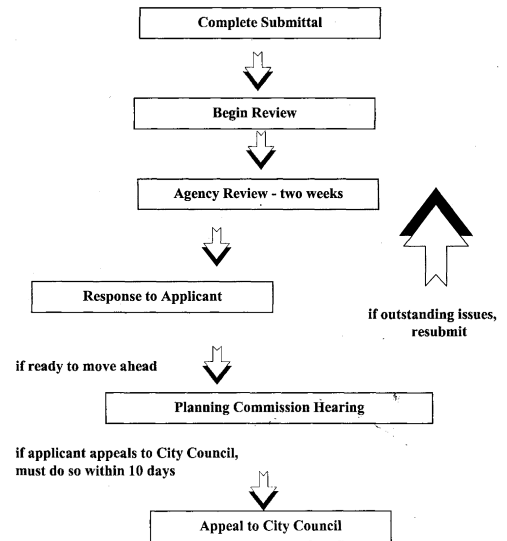 Complete Submittal
Begin Review
Agency Review - two weeks
Response to Applicant
if outstanding issues,
resubmit
if ready to move ahead
Planning Commission Hearing
if applicant appeals to City Council,
must do so within 10 days
Appeal to City Council